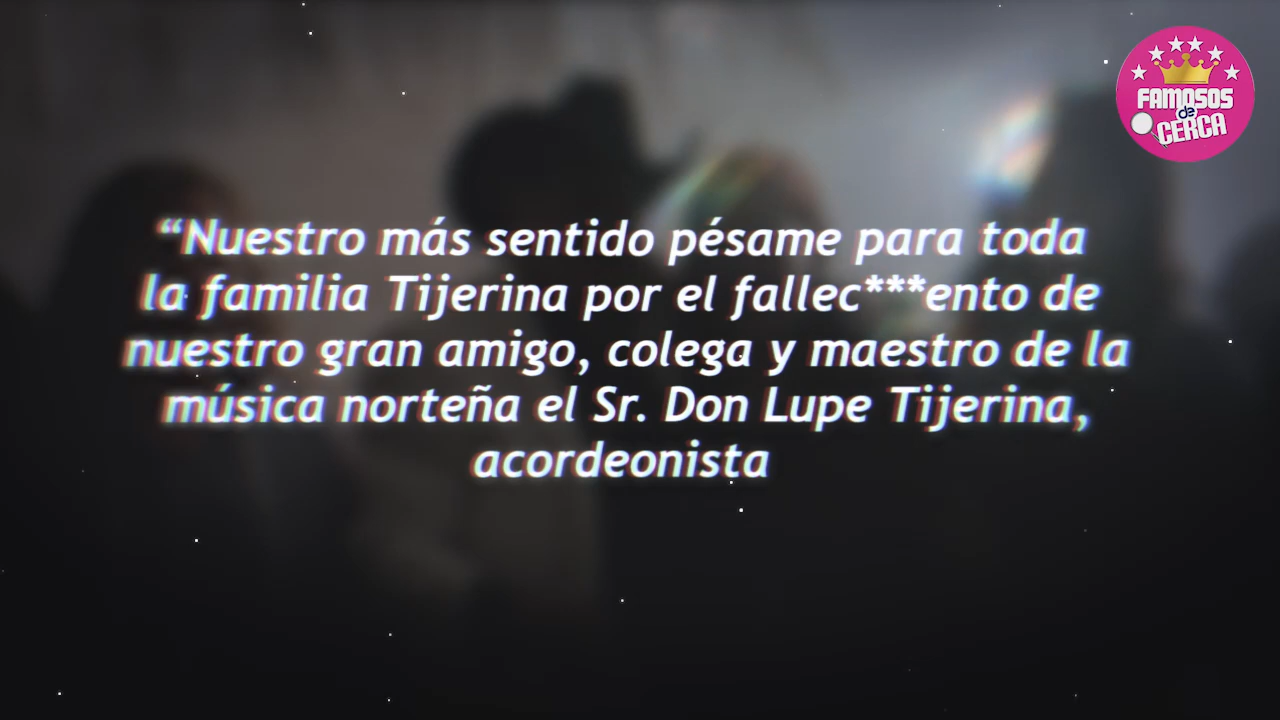 FAMOSOS
de
CERCA
“Nuestro más sentido pésame para toda
la familia Tijerina por el fallec***ento de
nuestro gran amigo, colega y maestro de la
música norteña el Sr. Don Lupe Tijerina,
acordeonista